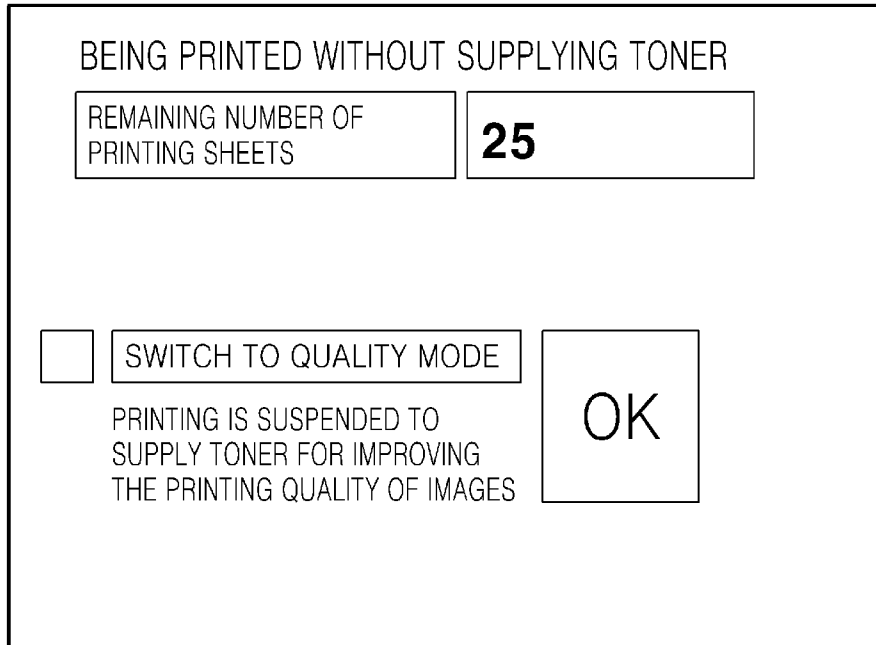 BEING PRINTED WITHOUT SUPPLYING TONER
REMAINING NUMBER OF
PRINTING SHEETS
25
SWITCH TO QUALITY MODE
OK
PRINTING IS SUSPENDED TO
SUPPLY TONER FOR IMPROVING
THE PRINTING QUALITY OF IMAGES